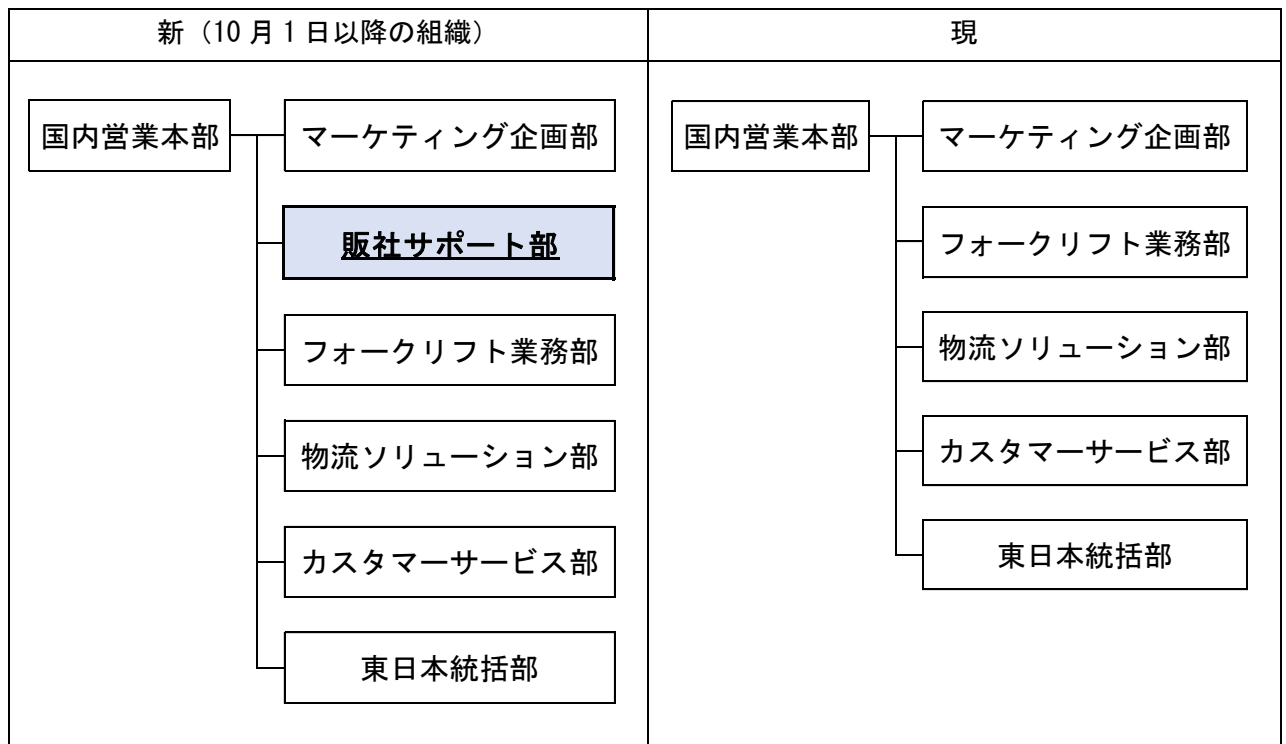 新（10月1日以降の組織）
現
国内営業本部
マーケティング企画部
販社サポート部
フォークリフト業務部
物流ソリューション部
カスタマーサービス部
東日本統括部
国内営業本部
マーケティング企画部
フォークリフト業務部
物流ソリューション部
カスタマーサービス部
東日本統括部